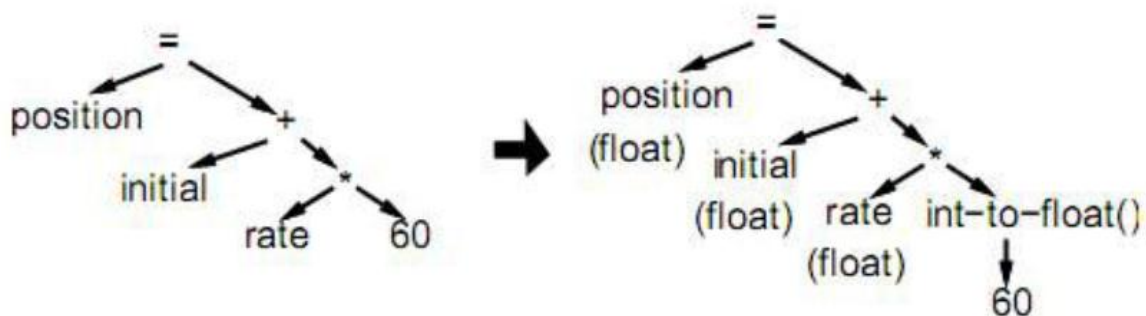 =
position
+
initial
*
rate 60
=
position
(float)
+
initial
(float)
*
rate
(float)
int-to-float()
60